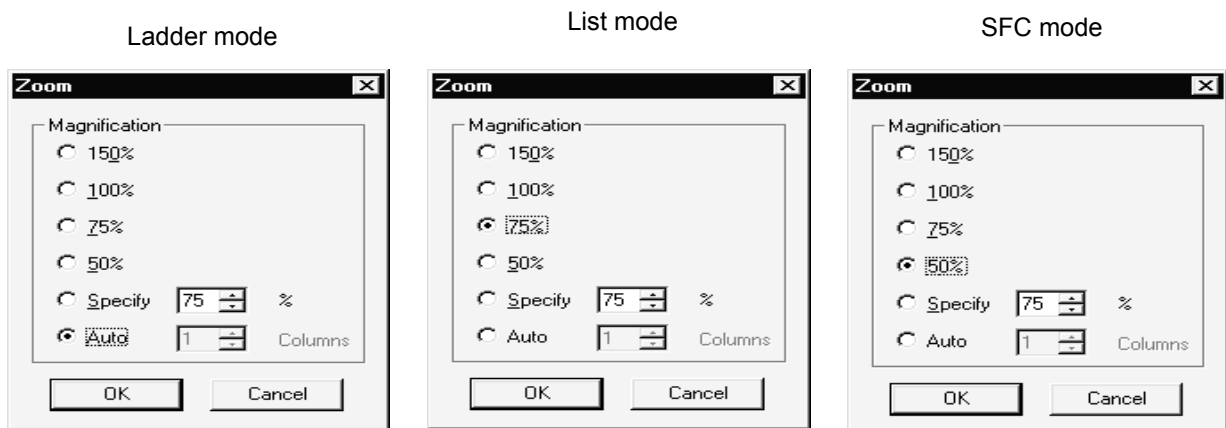 Ladder mode
Zoom
Magnification
150%
100%
75%
50%
Specify 75 %
Auto 1 Columns
OK Cancel
List mode
Zoom
Magnification
150%
100%
75%
50%
Specify 75 %
Auto 1 Columns
OK Cancel
SFC mode
Zoom
Magnification
150%
100%
75%
50%
Specify 75 %
Auto 1 Columns
OK Cancel